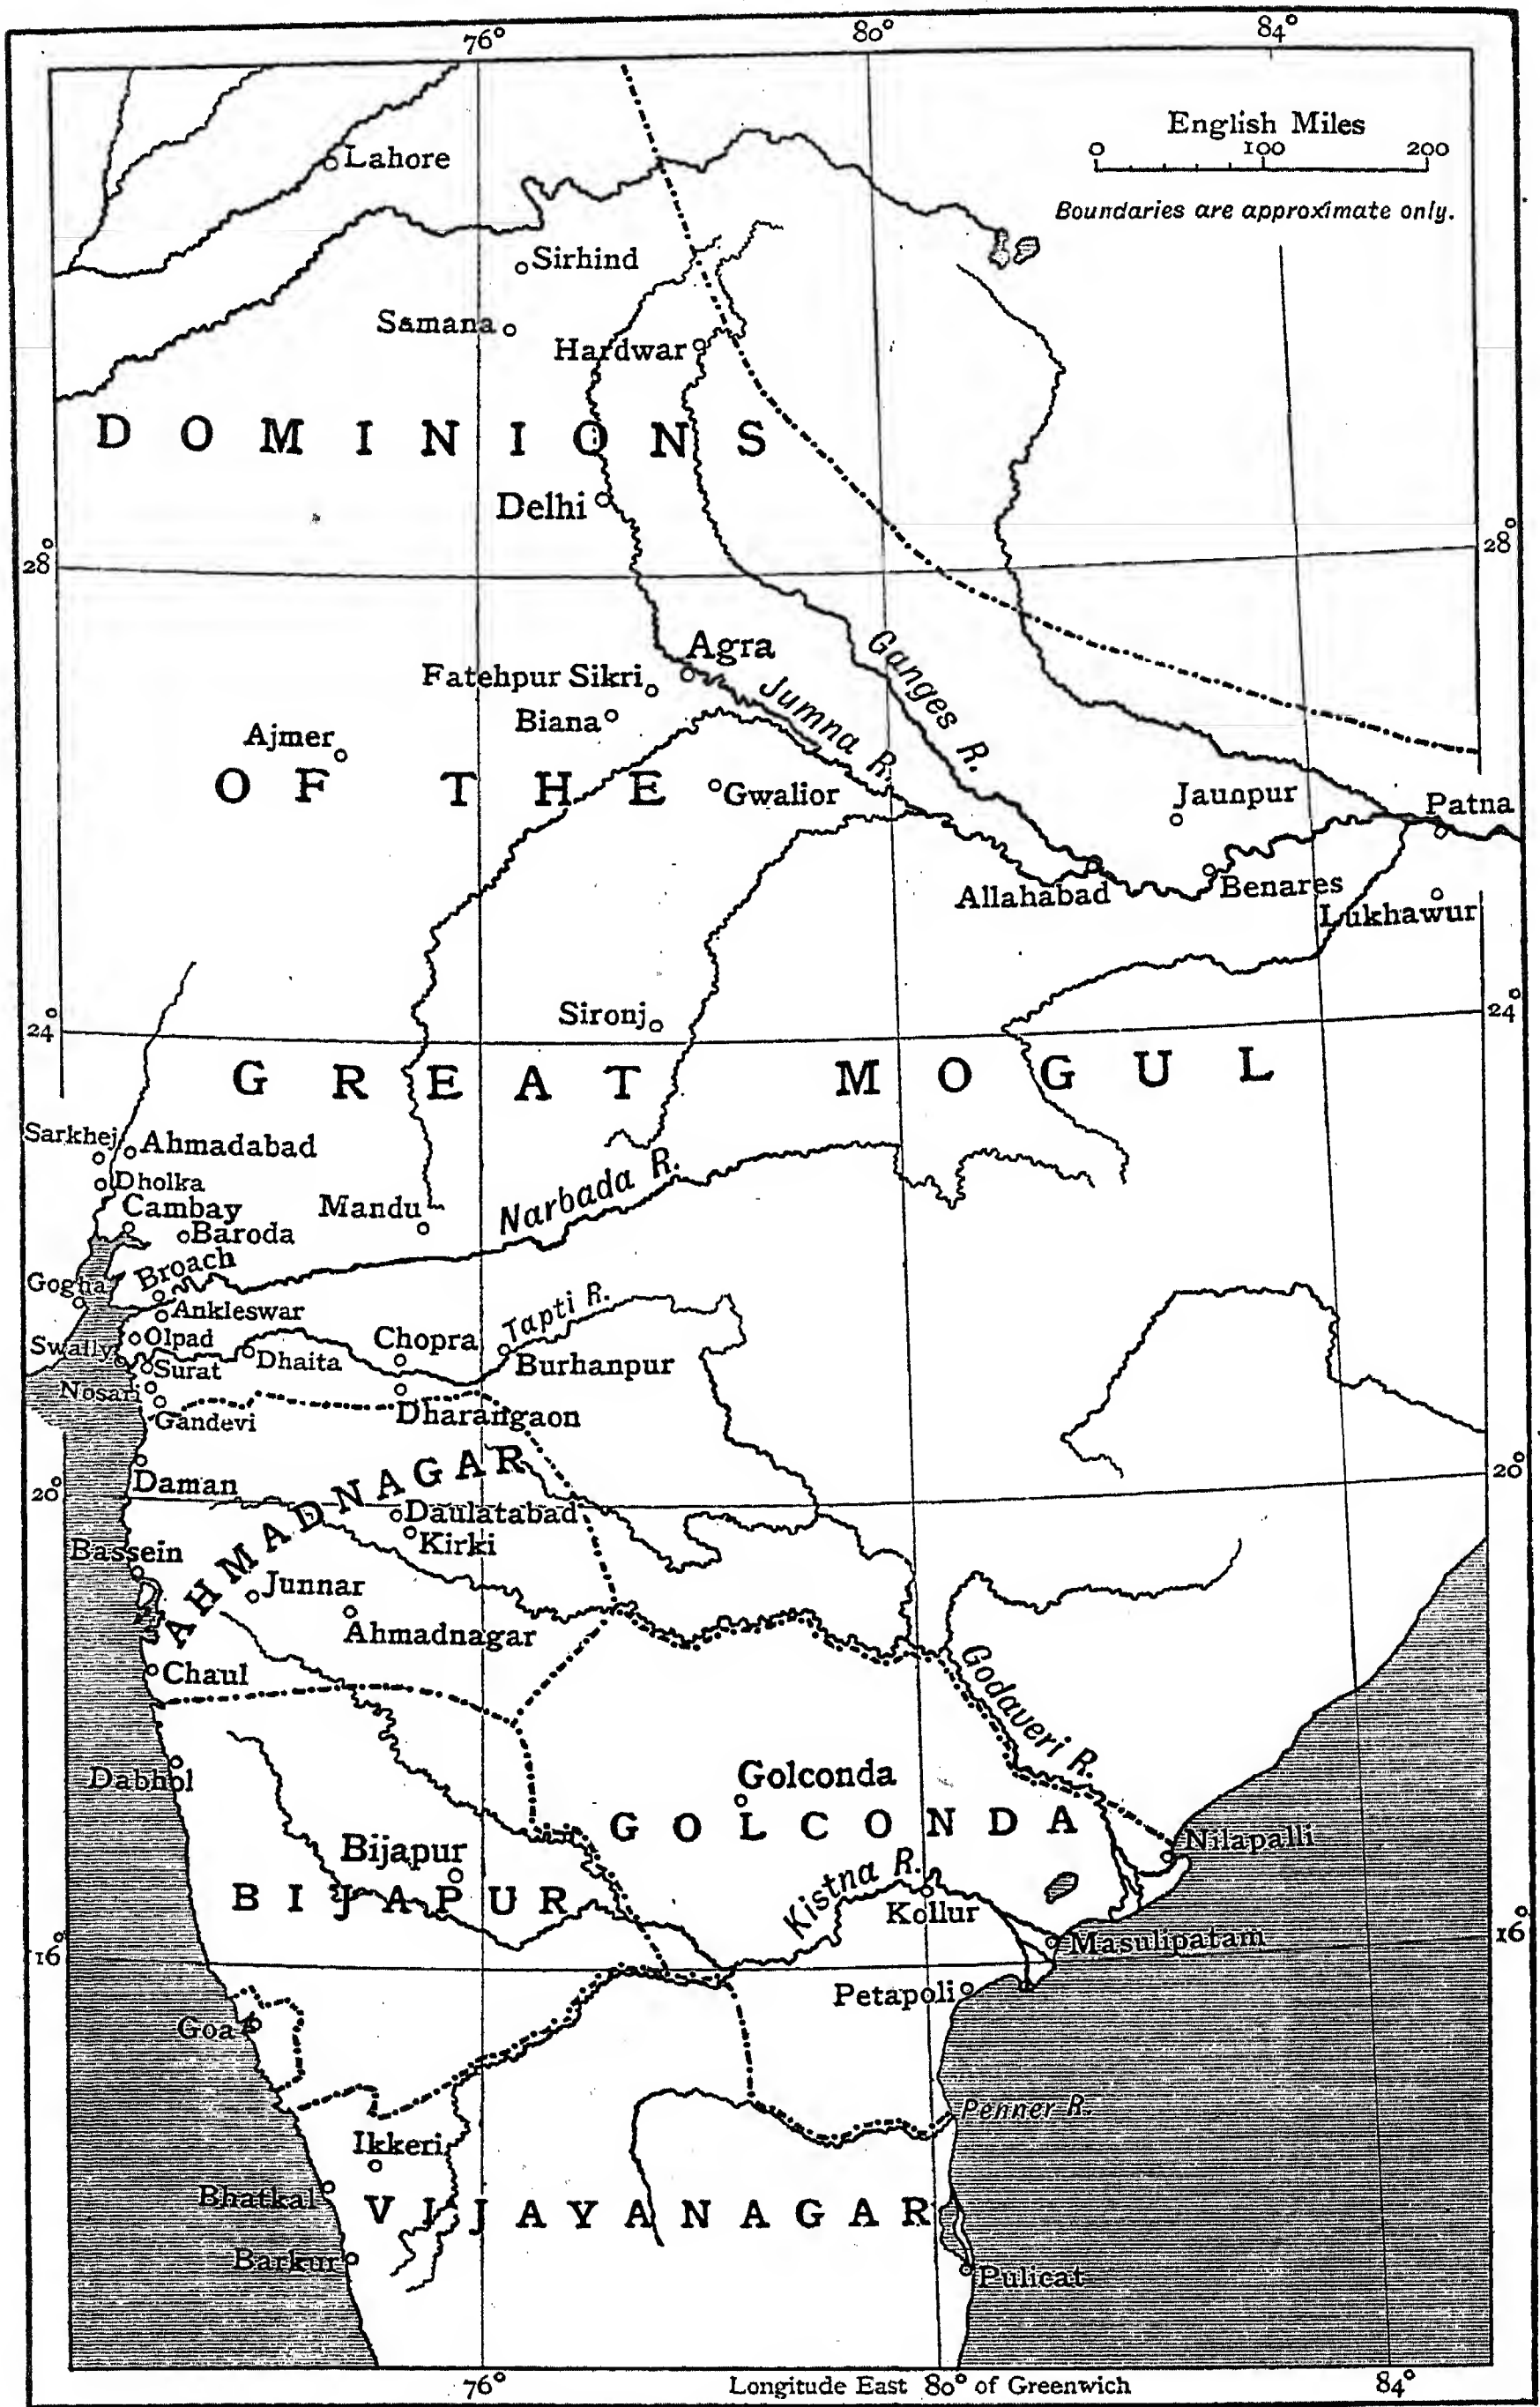 76° 80° 84°
English Miles
0 100 200
Boundaries are approximate only.
Lahore
Sirhind
Samana
Hardwar
DOMINIONS
Delhi
28° 28°
Agra
Fatehpur Sikri
Biana
Ajmer
Jumna R.
Ganges R.
OF THE
Gwalior
Jaunpur
Patna
Allahabad
Benares
Lukhawur
Sironj
24° 24°
GREAT MOGUL
Sarkhej
Ahmadabad
Dholka
Cambay
Mandu
Narbada R.
Baroda
Broach
Gogha
Ankleswar
Tapti R.
Olpad
Chopra
Swally
Dhaita
Burhanpur
Surat
Nosari
Gandevi
Dharangaon
AHMADNAGAR
Daman
20° 20°
Daulatabad
Kirki
Bassein
Junnar
Ahmadnagar
Chaul
Godaveri R.
Dabhol
Golconda
GOLCONDA
Nilapalli
Bijapur
BIJAPUR
Kistna R.
Kollur
Masulipatam
16° 16°
Petapoli
Goa
Penner R.
Ikkeri
Bhatkal
VIJAYANAGAR
Barkur
Pulicat
76° Longitude East 80° of Greenwich 84°